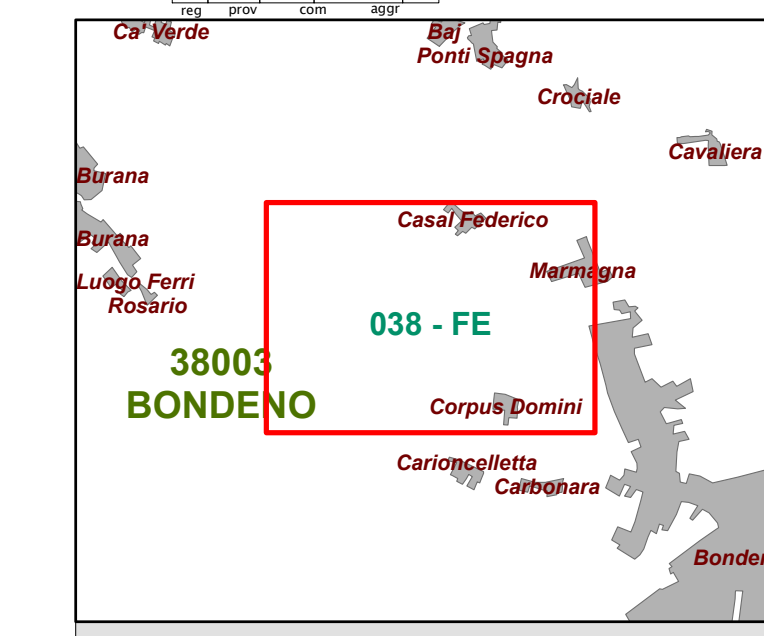 reg prov com aggr
Ca' Verde
Baj
Ponti Spagna
Crociale
Cavaliera
Burana
Casal Federico
Burana
Marmagna
Luogo Ferri
Rosario
038 - FE
38003
BONDENO
Corpus Domini
Carioncelletta
Carbonara
Bonden